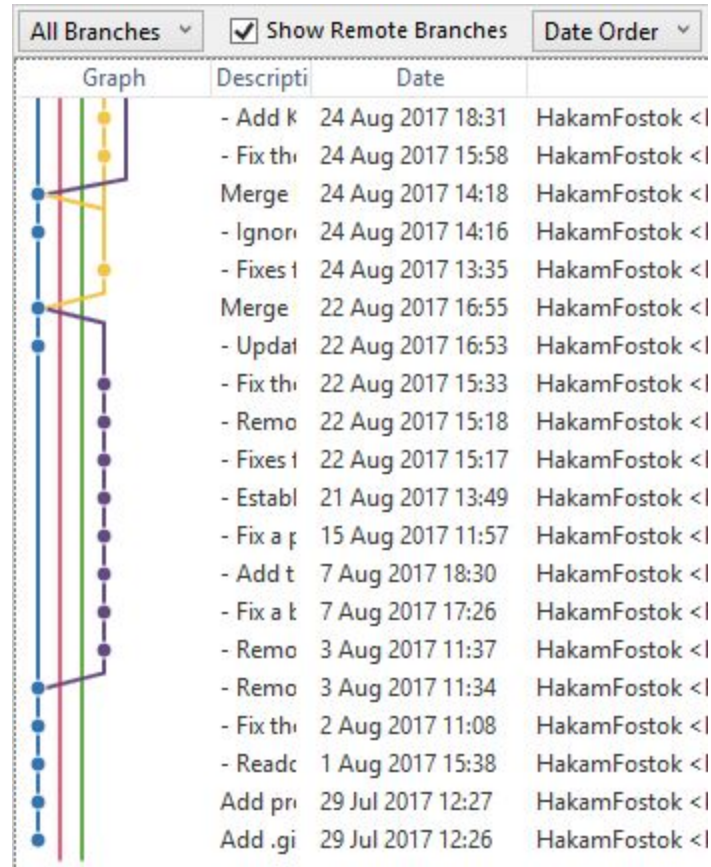 All Branches Show Remote Branches Date Order
Graph Descripti Date
- Add K 24 Aug 2017 18:31 HakamFostok <
- Fix the 24 Aug 2017 15:58 HakamFostok <
Merge 24 Aug 2017 14:18 HakamFostok <
- Ignore 24 Aug 2017 14:16 HakamFostok <
- Fixes 24 Aug 2017 13:35 HakamFostok <
Merge 22 Aug 2017 16:55 HakamFostok <
- Updat 22 Aug 2017 16:53 HakamFostok <
- Fix the 22 Aug 2017 15:33 HakamFostok <
- Remo 22 Aug 2017 15:18 HakamFostok <
- Fixes 22 Aug 2017 15:17 HakamFostok <
- Establ 21 Aug 2017 13:49 HakamFostok <
- Fix a 15 Aug 2017 11:57 HakamFostok <
- Add t 7 Aug 2017 18:30 HakamFostok <
- Fix a 7 Aug 2017 17:26 HakamFostok <
- Remo 3 Aug 2017 11:37 HakamFostok <
- Remo 3 Aug 2017 11:34 HakamFostok <
- Fix the 2 Aug 2017 11:08 HakamFostok <
- Readc 1 Aug 2017 15:38 HakamFostok <
Add pr 29 Jul 2017 12:27 HakamFostok <
Add .gi 29 Jul 2017 12:26 HakamFostok <